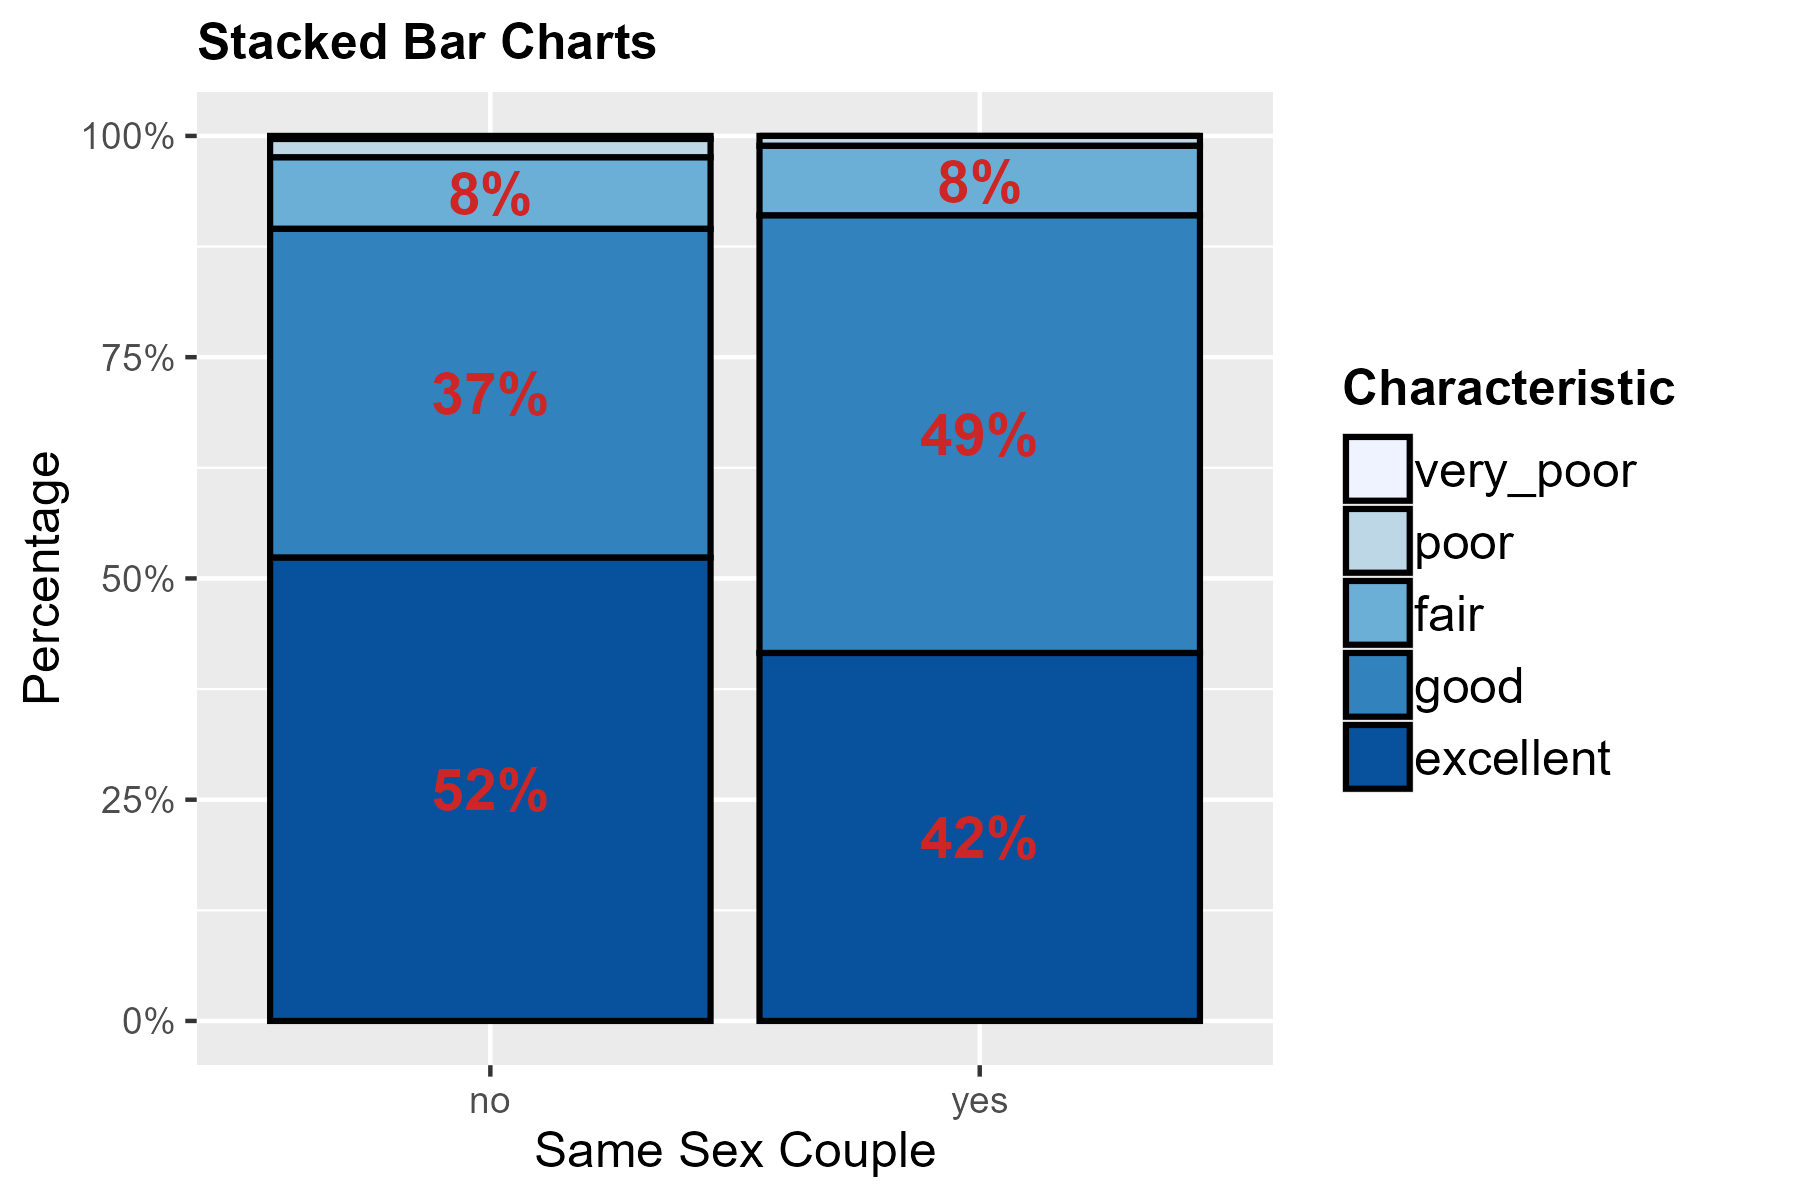 Stacked Bar Charts
Percentage
100%
75%
50%
25%
0%
8%
37%
52%
8%
49%
42%
no
yes
Same Sex Couple
Characteristic
very_poor
poor
fair
good
excellent